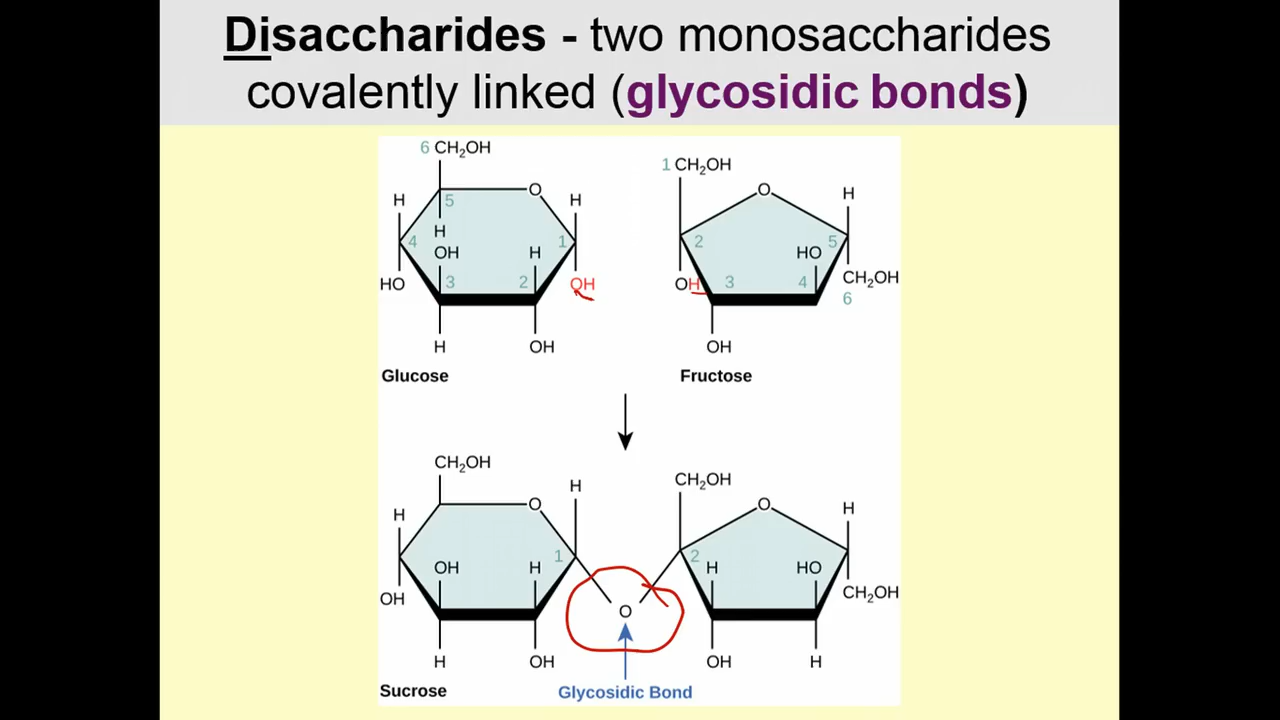 Disaccharides - two monosaccharides
covalently linked (glycosidic bonds)
6 CH₂OH
1 CH₂OH
O
O
H
H
H
5
4
1
2
5
H
OH
H
HO
HO
3
2
OH
OH
3
4
CH₂OH
6
H
OH
OH
Glucose
Fructose
CH₂OH
CH₂OH
H
O
O
H
H
1
2
OH
H
H
HO
OH
CH₂OH
O
H
OH
OH
H
Sucrose
Glycosidic Bond